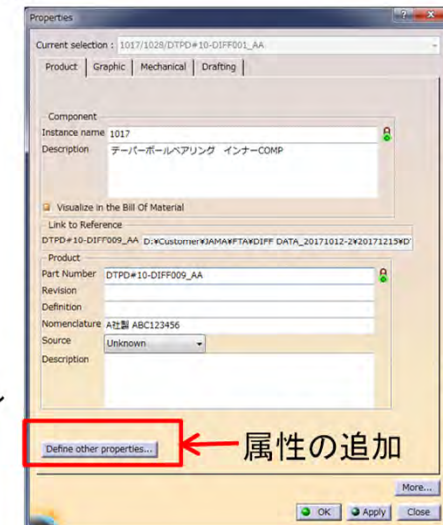 Properties
Current selection : 1017/1028/DTPD#10-DIFF001_AA
Product Graphic Mechanical Drafting
Component
Instance name 1017
Description テーパーボールベアリング インナーCOMP
Visualize in the Bill Of Material
Link to Reference
DTPD#10-DIFF009_AA D:¥Customer¥JAMA¥FTA¥DIFF DATA_20171012-2¥20171215¥D
Product
Part Number DTPD#10-DIFF009_AA
Revision
Definition
Nomenclature A社製 ABC123456
Source Unknown
Description
Define other properties...
属性の追加
More...
OK Apply Close